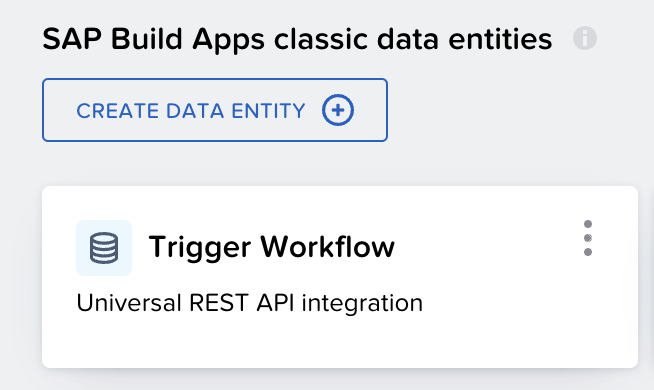 SAP Build Apps classic data entities
CREATE DATA ENTITY
Trigger Workflow
Universal REST API integration